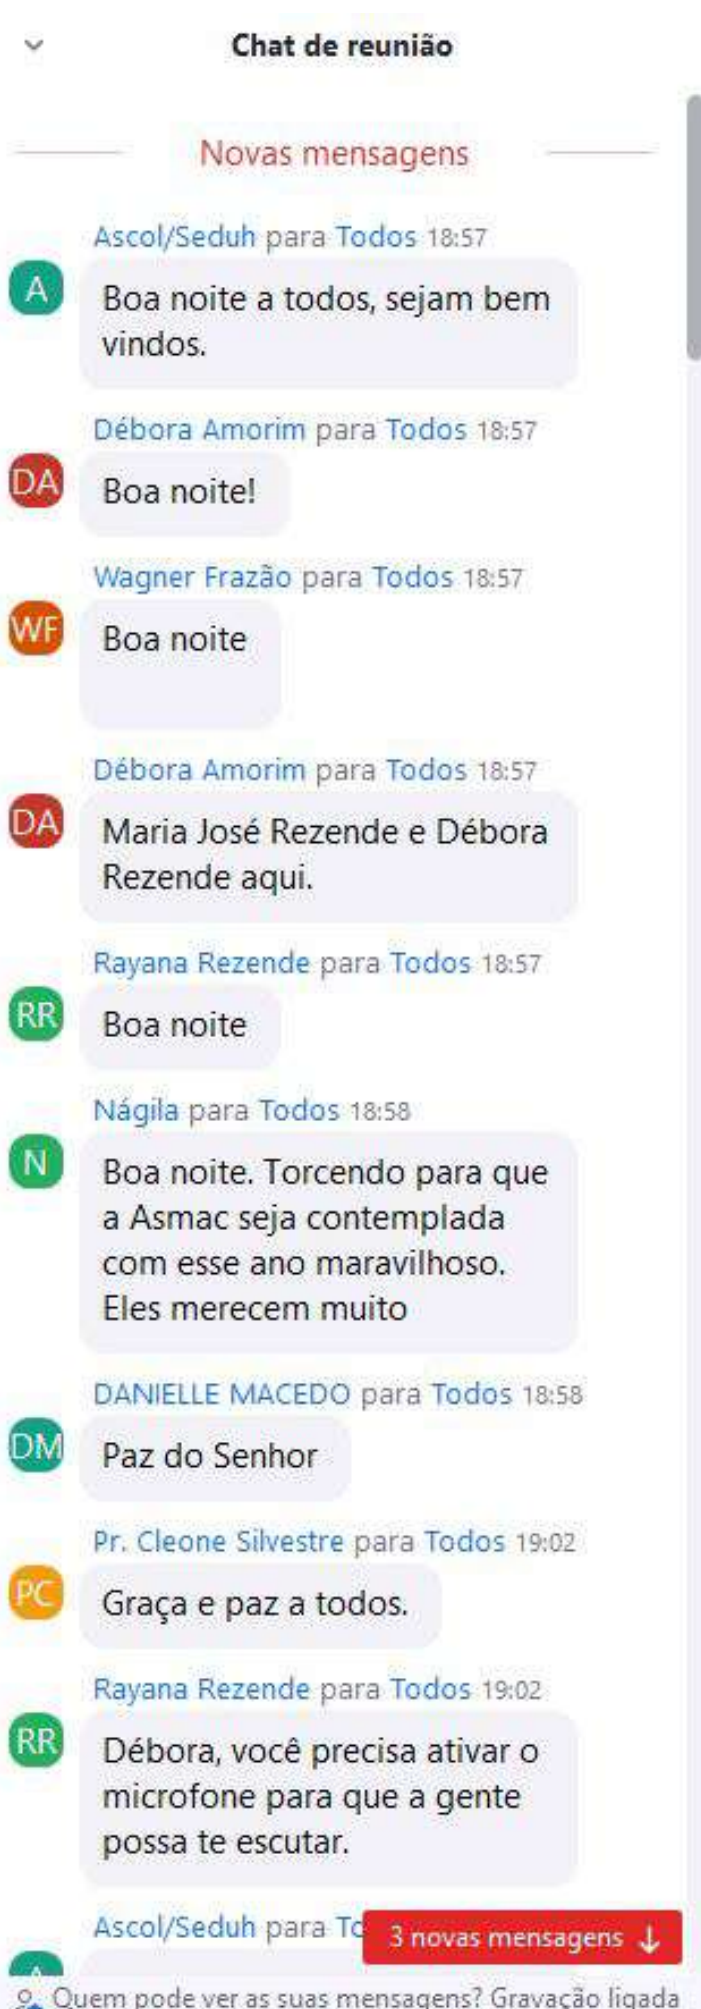 Chat de reunião
Novas mensagens
Ascol/Seduh para Todos 18:57
A
Boa noite a todos, sejam bem
vindos.
Débora Amorim para Todos 18:57
DA
Boa noite!
Wagner Frazão para Todos 18:57
WF
Boa noite
Débora Amorim para Todos 18:57
DA
Maria José Rezende e Débora
Rezende aqui.
Rayana Rezende para Todos 18:57
RR
Boa noite
Nágila para Todos 18:58
N
Boa noite. Torcendo para que
a Asmac seja contemplada
com esse ano maravilhoso.
Eles merecem muito
DANIELLE MACEDO para Todos 18:58
DM
Paz do Senhor
Pr. Cleone Silvestre para Todos 19:02
PC
Graça e paz a todos.
Rayana Rezende para Todos 19:02
RR
Débora, você precisa ativar o
microfone para que a gente
possa te escutar.
Ascol/Seduh para
3 novas mensagens ↓
Quem pode ver as suas mensagens? Gravação ligada